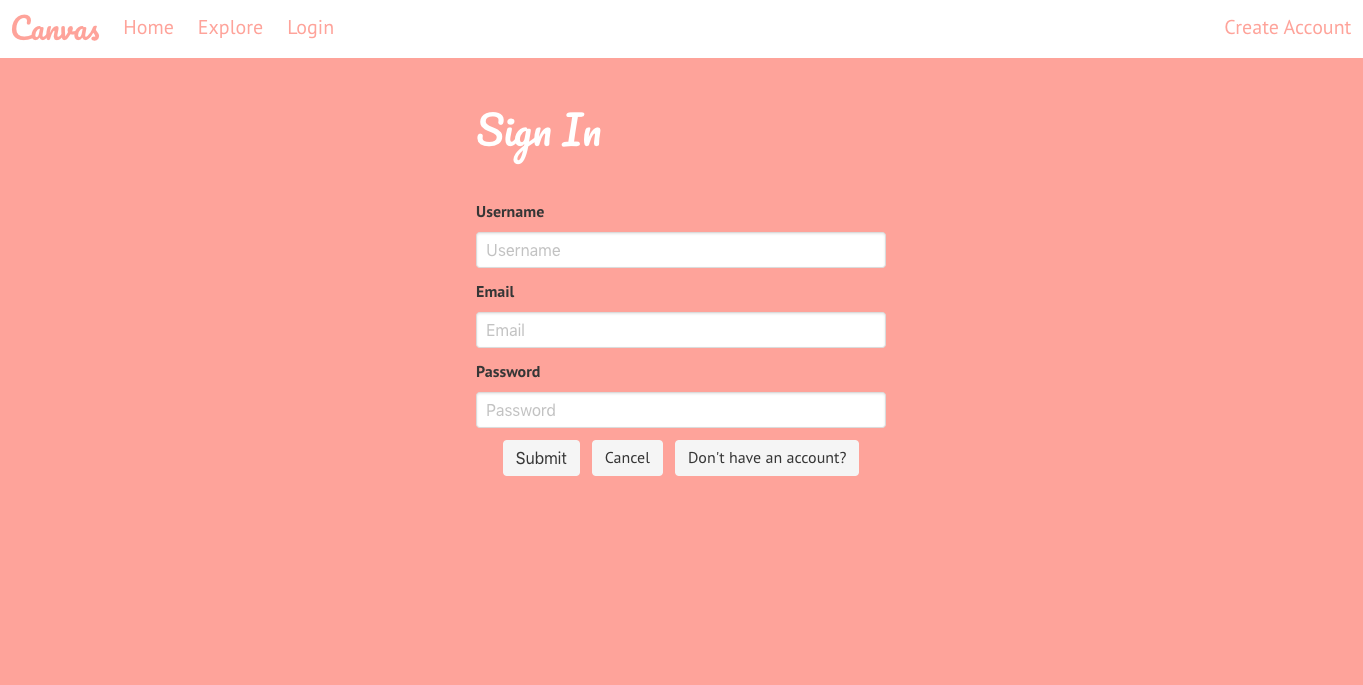 Canvas Home Explore Login Create Account
Sign In
Username
Username
Email
Email
Password
Password
Submit Cancel Don't have an account?